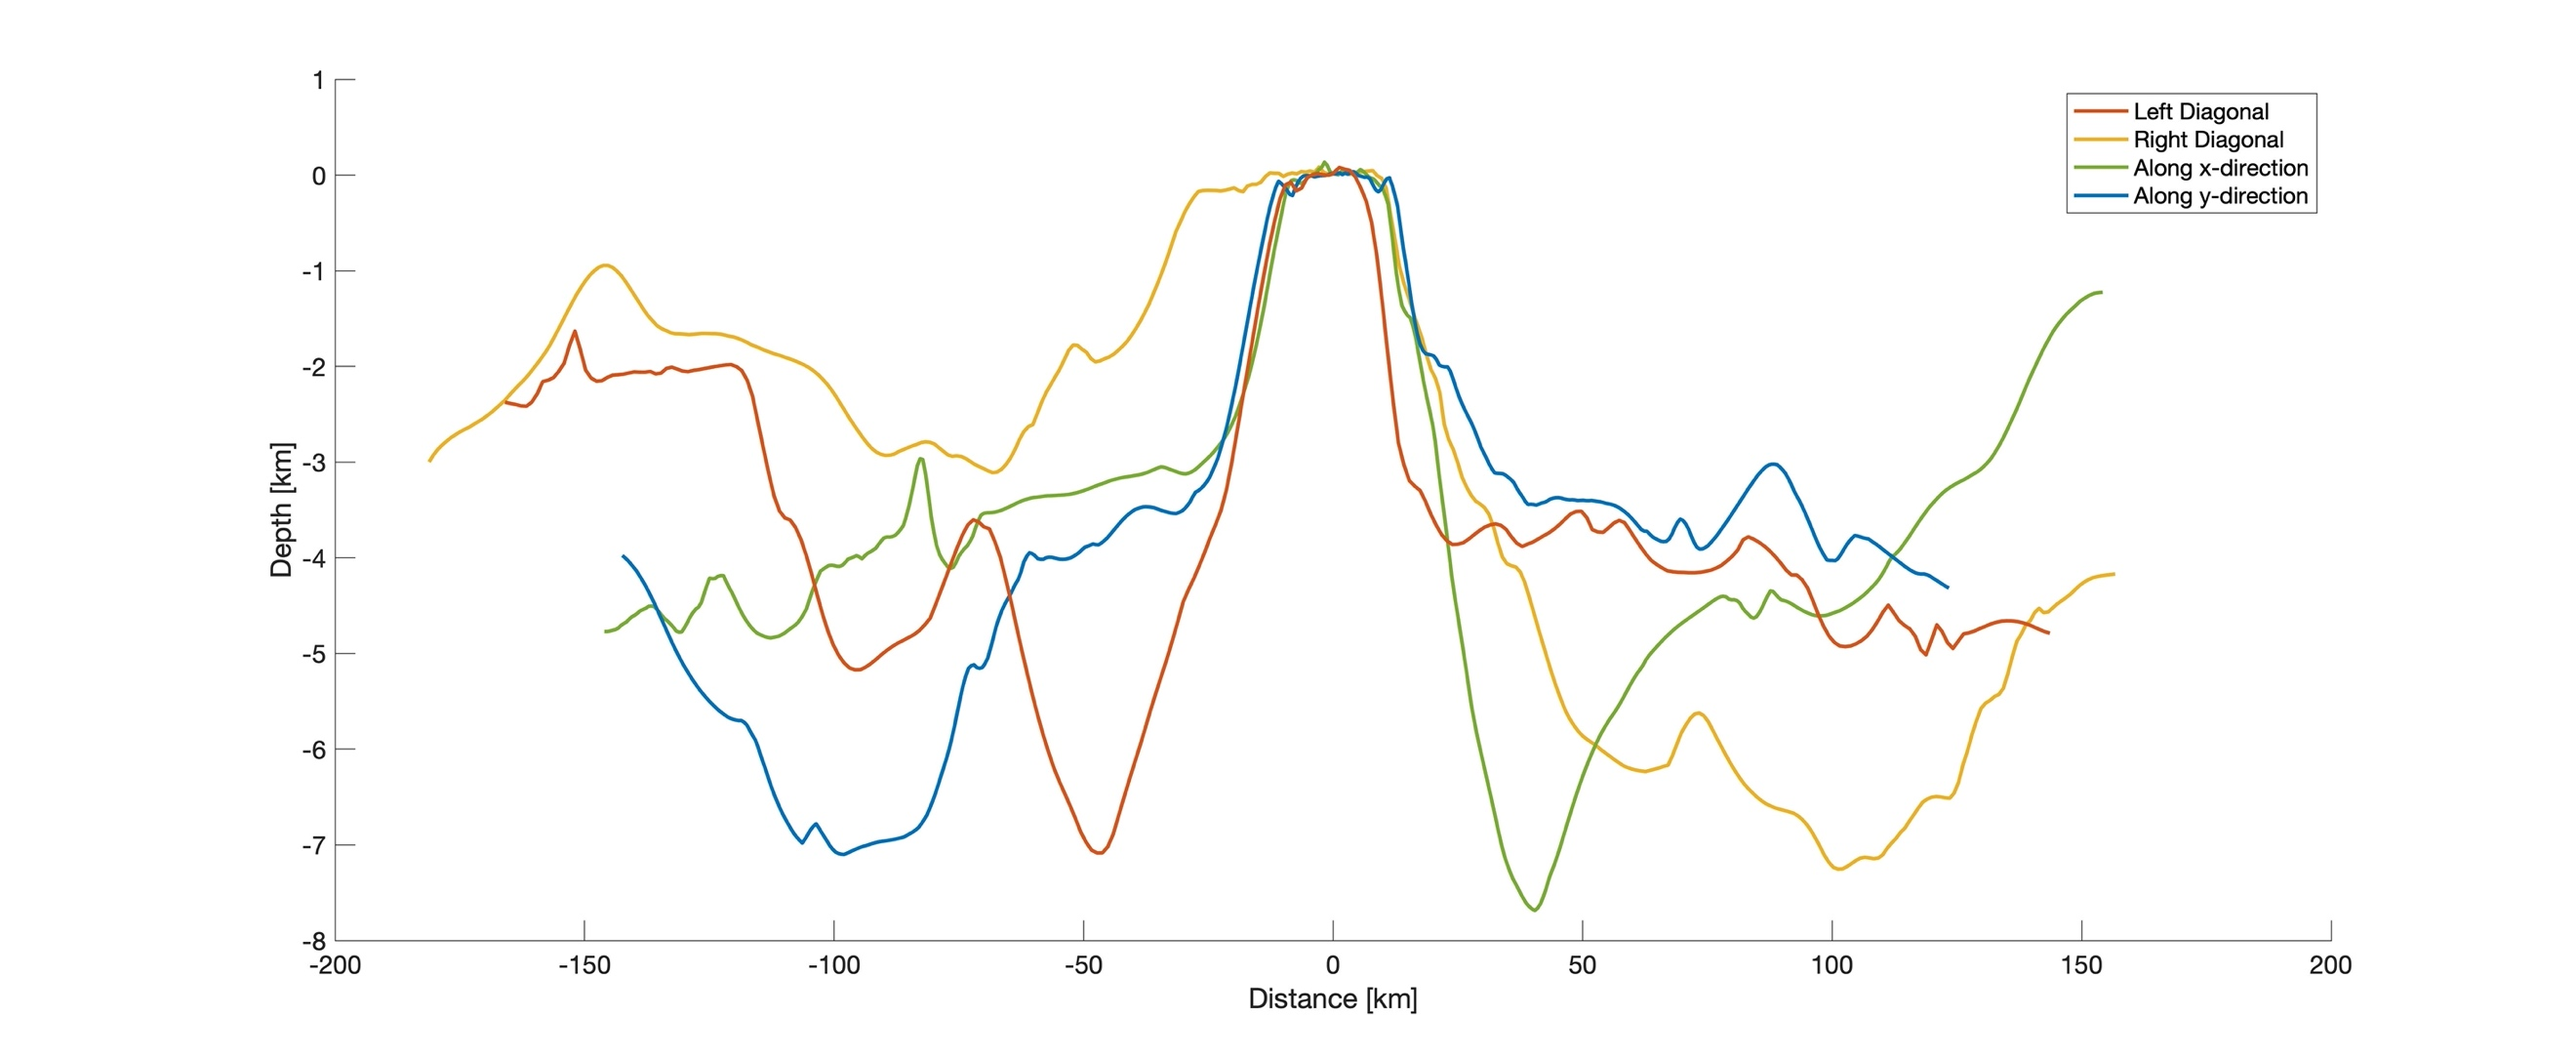 1
0
-1
-2
-3
-4
-5
-6
-7
-8
Depth [km]
-200 -150 -100 -50 0 50 100 150 200
Distance [km]
Left Diagonal
Right Diagonal
Along x-direction
Along y-direction